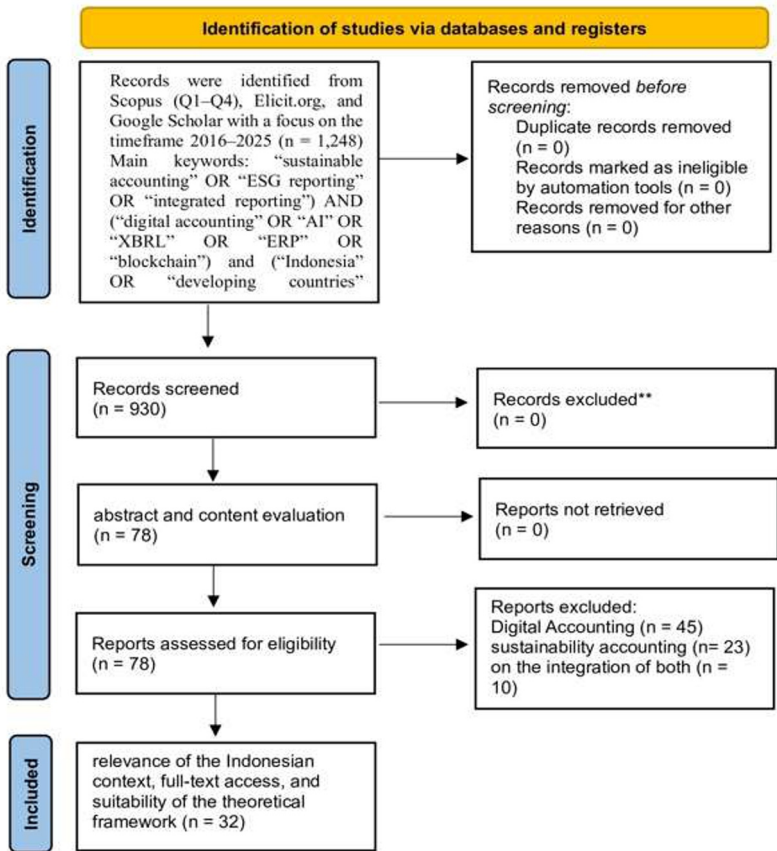 Identification of studies via databases and registers
Identification
Records were identified from
Scopus (Q1–Q4), Elicit.org, and
Google Scholar with a focus on the
timeframe 2016–2025 (n = 1,248)
Main keywords: “sustainable
accounting” OR “ESG reporting”
OR “integrated reporting”) AND
(“digital accounting” OR “AI” OR
“XBRL” OR “ERP” OR
“blockchain”) and (“Indonesia”
OR “developing countries”
Records removed before
screening:
Duplicate records removed
(n = 0)
Records marked as ineligible
by automation tools (n = 0)
Records removed for other
reasons (n = 0)
Screening
Records screened
(n = 930)
Records excluded**
(n = 0)
abstract and content evaluation
(n = 78)
Reports not retrieved
(n = 0)
Reports assessed for eligibility
(n = 78)
Reports excluded:
Digital Accounting (n = 45)
sustainability accounting (n= 23)
on the integration of both (n =
10)
Included
relevance of the Indonesian
context, full-text access, and
suitability of the theoretical
framework (n = 32)